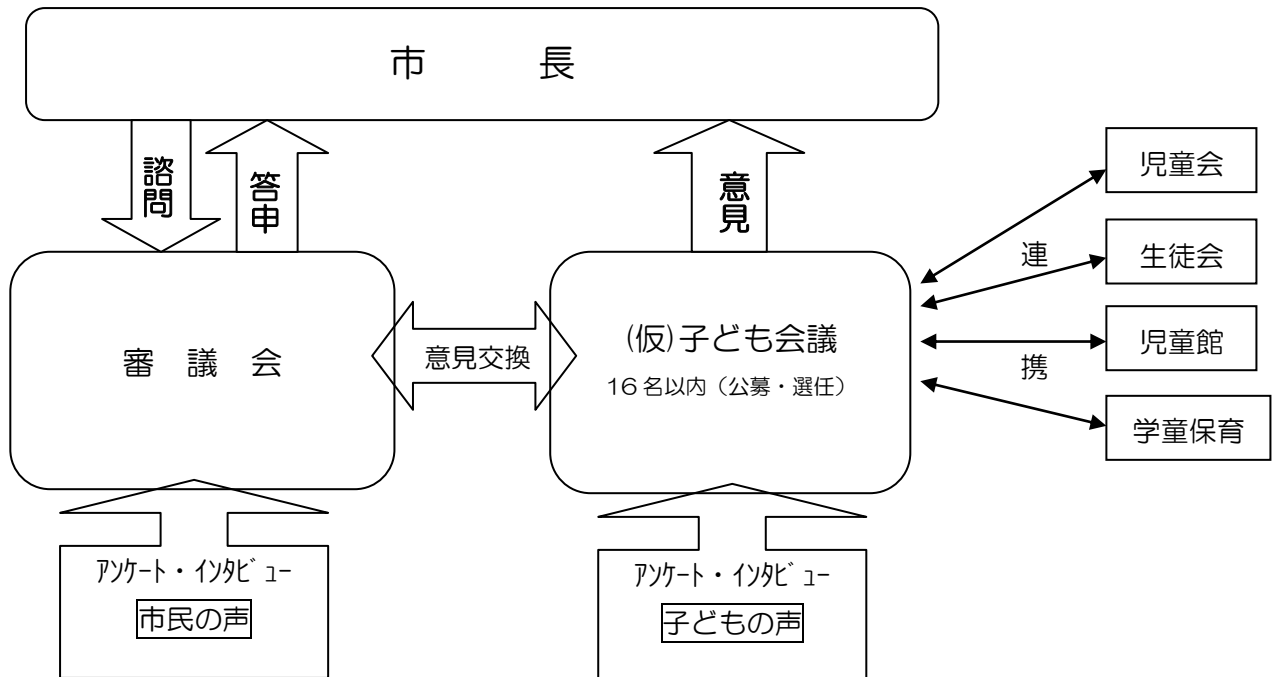 市　　　長
諮問
答申
意見
審　議　会
意見交換
(仮)子ども会議
16名以内（公募・選任）
連
携
児童会
生徒会
児童館
学童保育
ｱﾝｹｰﾄ・ｲﾝﾀﾋﾞｭｰ
市民の声
ｱﾝｹｰﾄ・ｲﾝﾀﾋﾞｭｰ
子どもの声